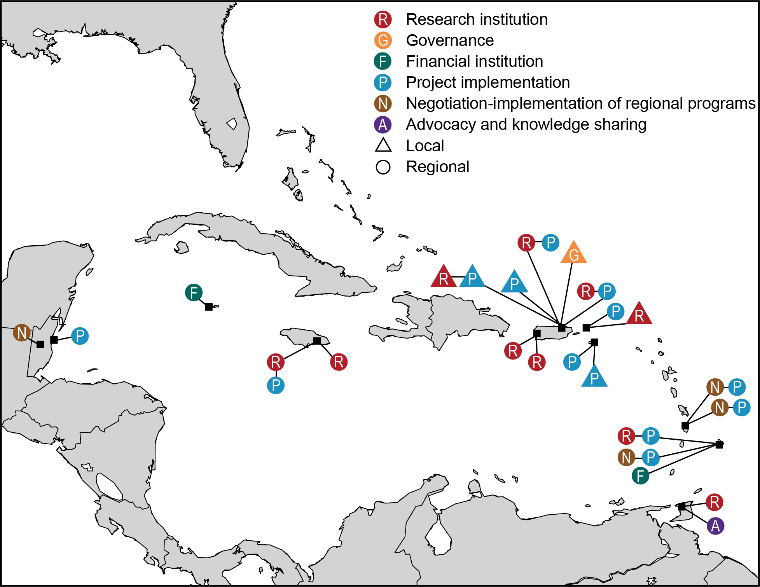 R Research institution
G Governance
F Financial institution
P Project implementation
N Negotiation-implementation of regional programs
A Advocacy and knowledge sharing
Local
Regional
R P
G
R P
P
F
R P
P R
N
P
R
R
R
R
P
P
P
N P
N P
R P
N P
F
R
A